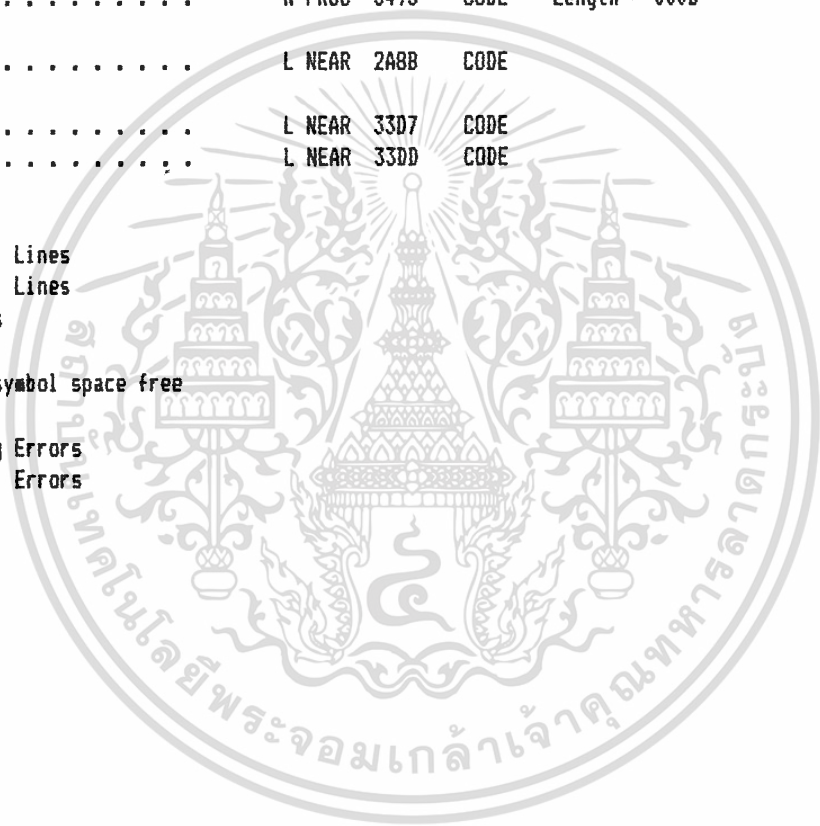 . . . . . . . . . .
. . . . . . . . . . L NEAR 2A8B CODE
. . . . . . . . . . L NEAR 33D7 CODE
. . . . . . . . . . L NEAR 33DD CODE
Lines
Lines
symbol space free
Errors
Errors
สถาบันเทคโนโลยีพระจอมเกล้าเจ้าคุณทหารลาดกระบัง